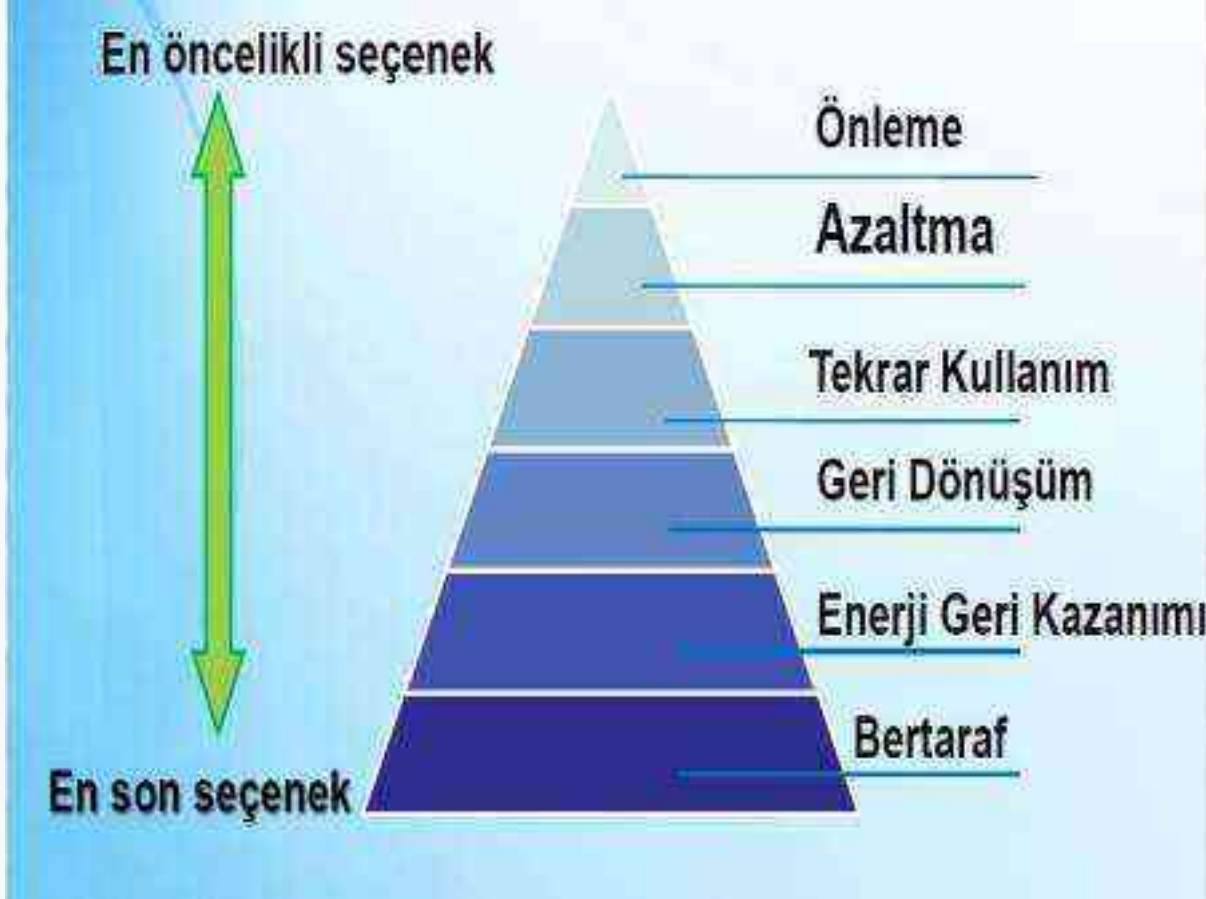 En öncelikli seçenek
Önleme
Azaltma
Tekrar Kullanım
Geri Dönüşüm
Enerji Geri Kazanımı
Bertaraf
En son seçenek